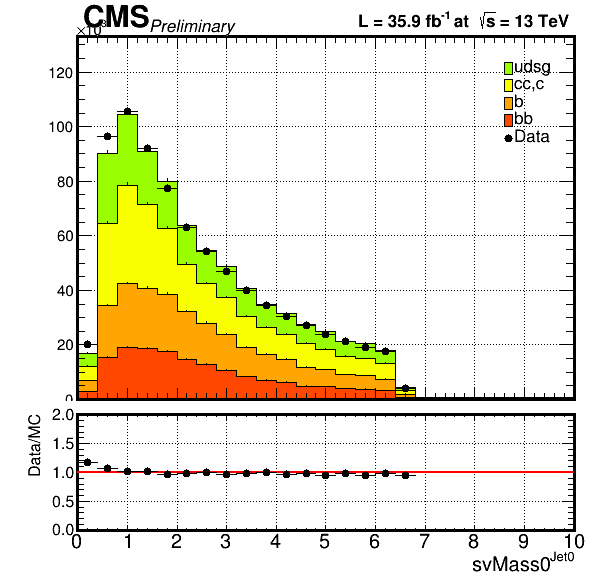 CMS Preliminary L = 35.9 fb⁻¹ at √s = 13 TeV
120
100
80
60
40
20
0
udsg
cc,c
b
bb
Data
Data/MC
2.0
1.5
1.0
0.5
0.0
0 1 2 3 4 5 6 7 8 9 10
svMass0^Jet0